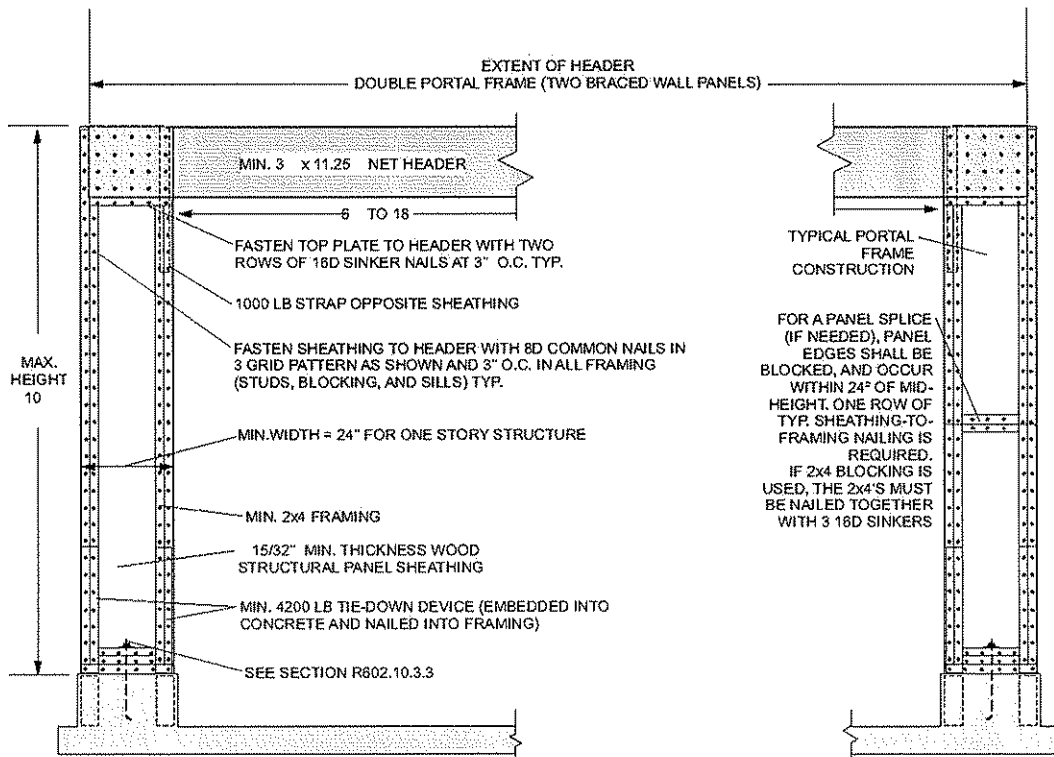 EXTENT OF HEADER
DOUBLE PORTAL FRAME (TWO BRACED WALL PANELS)
MIN. 3 x 11.25 NET HEADER
6 TO 18
FASTEN TOP PLATE TO HEADER WITH TWO
ROWS OF 16D SINKER NAILS AT 3" O.C. TYP.
1000 LB STRAP OPPOSITE SHEATHING
FASTEN SHEATHING TO HEADER WITH 8D COMMON NAILS IN
3 GRID PATTERN AS SHOWN AND 3" O.C. IN ALL FRAMING
(STUDS, BLOCKING, AND SILLS) TYP.
MAX.
HEIGHT
10
MIN.WIDTH = 24" FOR ONE STORY STRUCTURE
MIN. 2x4 FRAMING
15/32" MIN. THICKNESS WOOD
STRUCTURAL PANEL SHEATHING
MIN. 4200 LB TIE-DOWN DEVICE (EMBEDDED INTO
CONCRETE AND NAILED INTO FRAMING)
SEE SECTION R602.10.3.3
TYPICAL PORTAL
FRAME
CONSTRUCTION
FOR A PANEL SPLICE
(IF NEEDED), PANEL
EDGES SHALL BE
BLOCKED, AND OCCUR
WITHIN 24" OF MID-
HEIGHT. ONE ROW OF
TYP. SHEATHING-TO-
FRAMING NAILING IS
REQUIRED.
IF 2x4 BLOCKING IS
USED, THE 2x4'S MUST
BE NAILED TOGETHER
WITH 3 16D SINKERS